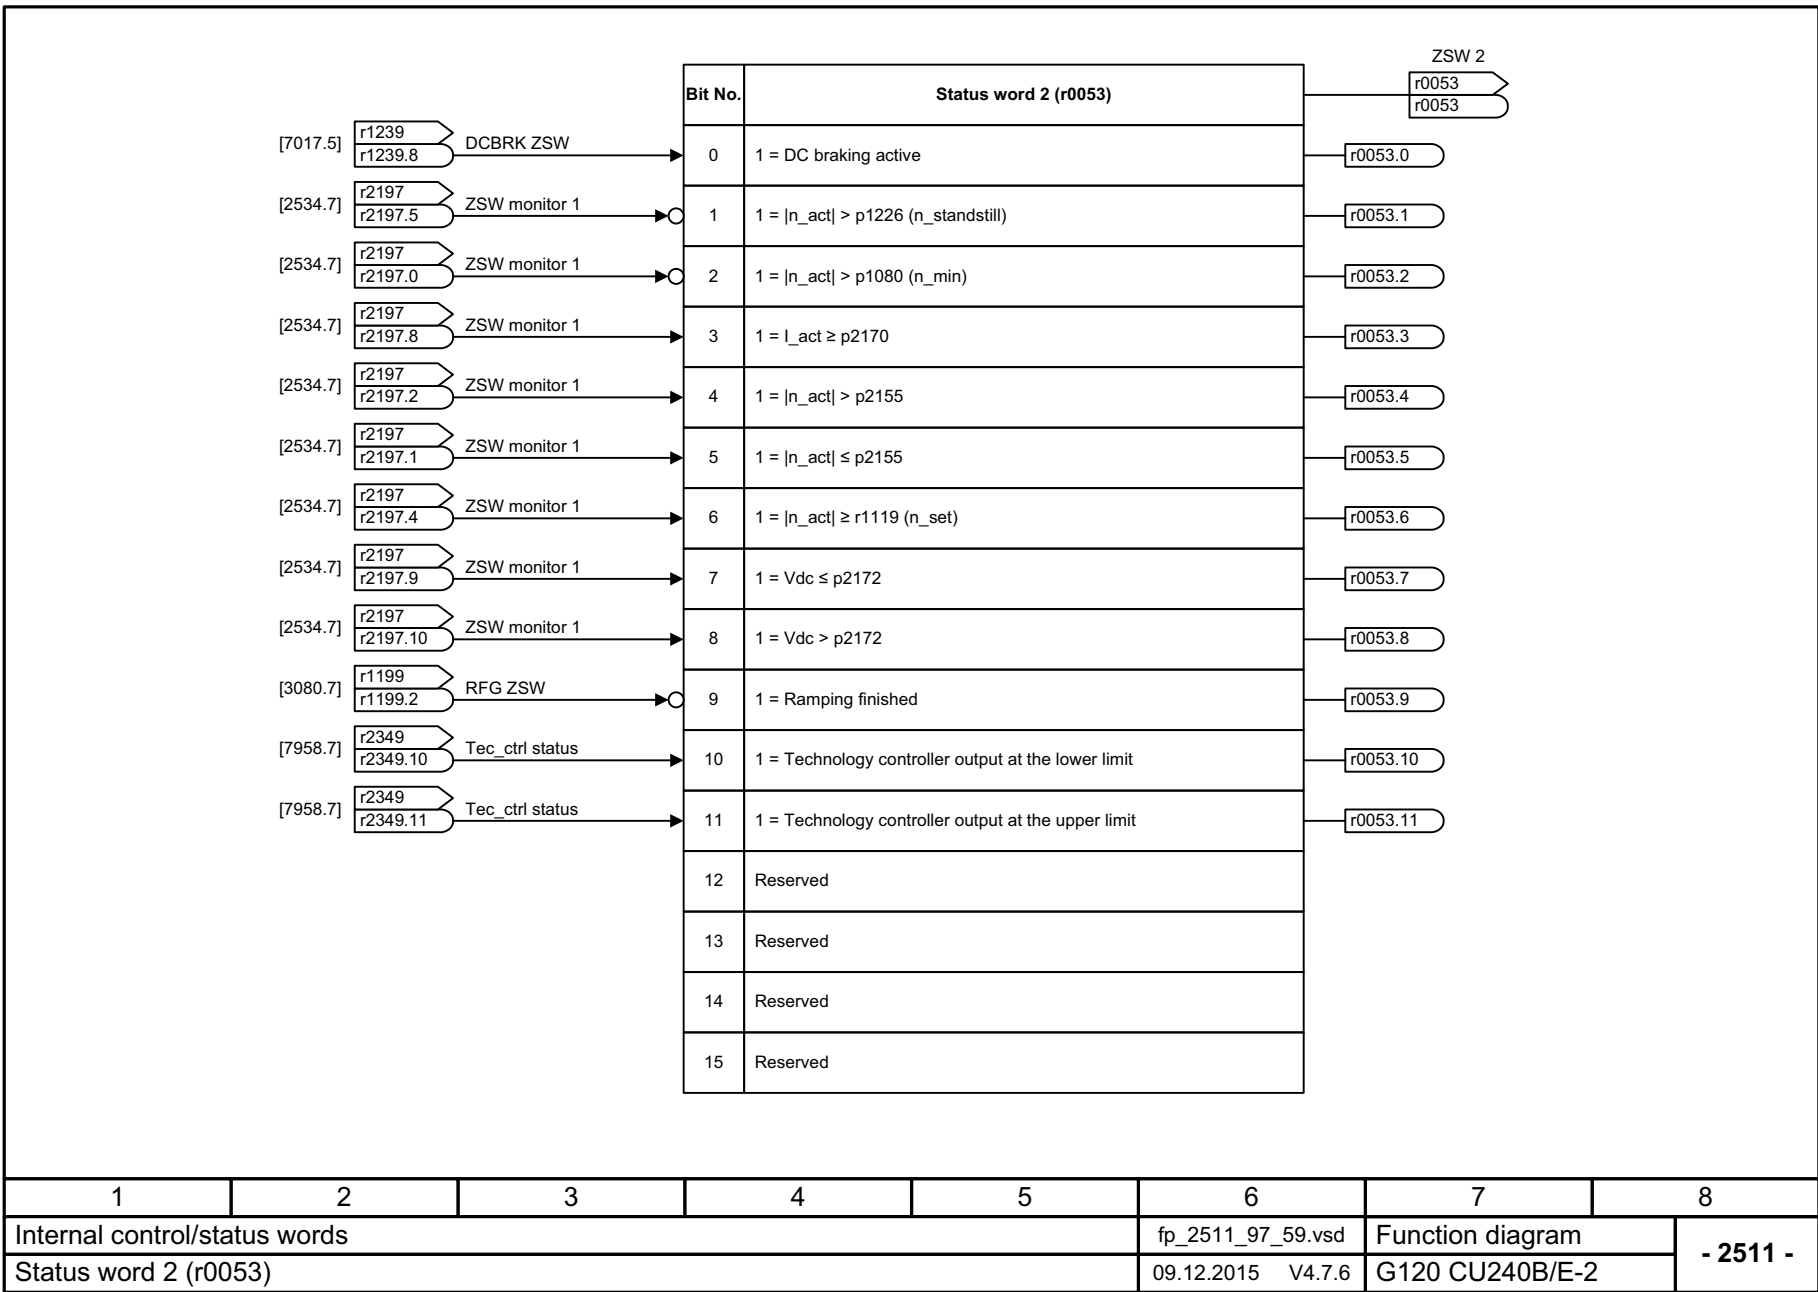 ZSW 2
r0053
r0053
Bit No. Status word 2 (r0053)
[7017.5] r1239 DCBRK ZSW
r1239.8 0 1 = DC braking active r0053.0
[2534.7] r2197 ZSW monitor 1
r2197.5 1 1 = |n_act| > p1226 (n_standstill) r0053.1
[2534.7] r2197 ZSW monitor 1
r2197.0 2 1 = |n_act| > p1080 (n_min) r0053.2
[2534.7] r2197 ZSW monitor 1
r2197.8 3 1 = I_act ≥ p2170 r0053.3
[2534.7] r2197 ZSW monitor 1
r2197.2 4 1 = |n_act| > p2155 r0053.4
[2534.7] r2197 ZSW monitor 1
r2197.1 5 1 = |n_act| ≤ p2155 r0053.5
[2534.7] r2197 ZSW monitor 1
r2197.4 6 1 = |n_act| ≥ r1119 (n_set) r0053.6
[2534.7] r2197 ZSW monitor 1
r2197.9 7 1 = Vdc ≤ p2172 r0053.7
[2534.7] r2197 ZSW monitor 1
r2197.10 8 1 = Vdc > p2172 r0053.8
[3080.7] r1199 RFG ZSW
r1199.2 9 1 = Ramping finished r0053.9
[7958.7] r2349 Tec_ctrl status
r2349.10 10 1 = Technology controller output at the lower limit r0053.10
[7958.7] r2349 Tec_ctrl status
r2349.11 11 1 = Technology controller output at the upper limit r0053.11
12 Reserved
13 Reserved
14 Reserved
15 Reserved
1 2 3 4 5 6 7 8
Internal control/status words fp_2511_97_59.vsd Function diagram
- 2511 -
Status word 2 (r0053) 09.12.2015 V4.7.6 G120 CU240B/E-2